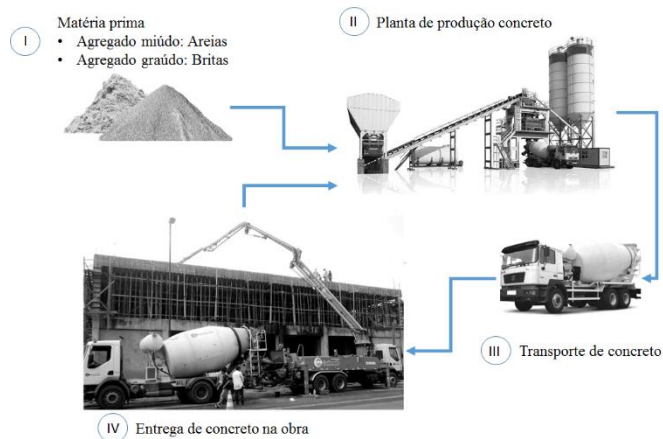 I
Matéria prima
• Agregado miúdo: Areias
• Agregado graúdo: Britas
II
Planta de produção concreto
III
Transporte de concreto
IV
Entrega de concreto na obra